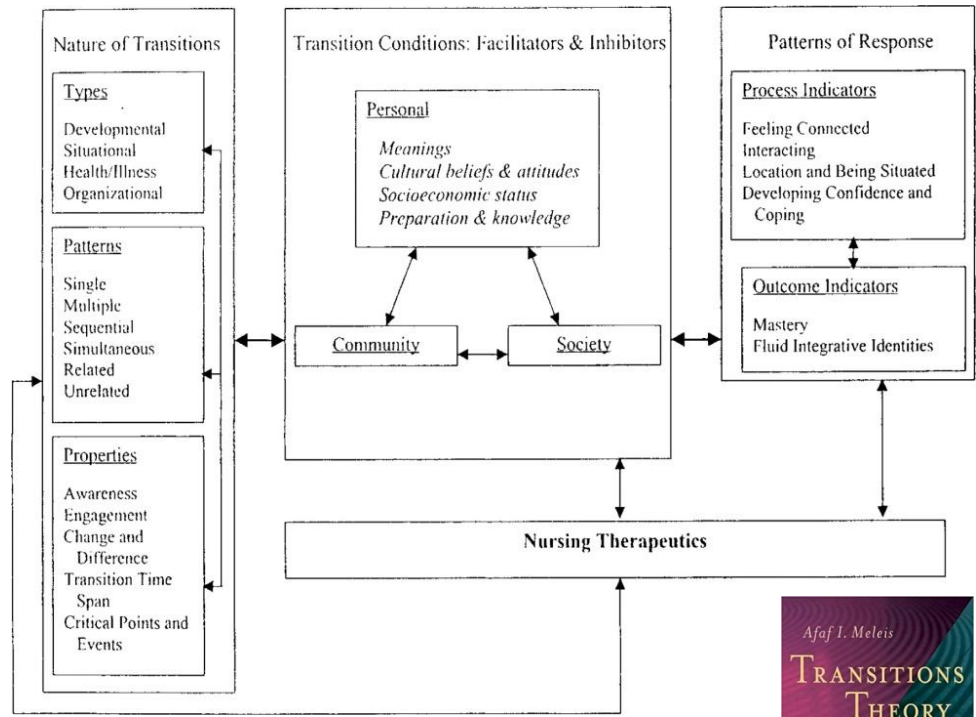 Nature of Transitions
Types
Developmental
Situational
Health/Illness
Organizational
Patterns
Single
Multiple
Sequential
Simultaneous
Related
Unrelated
Properties
Awareness
Engagement
Change and
Difference
Transition Time
Span
Critical Points and
Events
Transition Conditions: Facilitators & Inhibitors
Personal
Meanings
Cultural beliefs & attitudes
Socioeconomic status
Preparation & knowledge
Community
Society
Patterns of Response
Process Indicators
Feeling Connected
Interacting
Location and Being Situated
Developing Confidence and
Coping
Outcome Indicators
Mastery
Fluid Integrative Identities
Nursing Therapeutics
Afaf I. Meleis
TRANSITIONS
THEORY